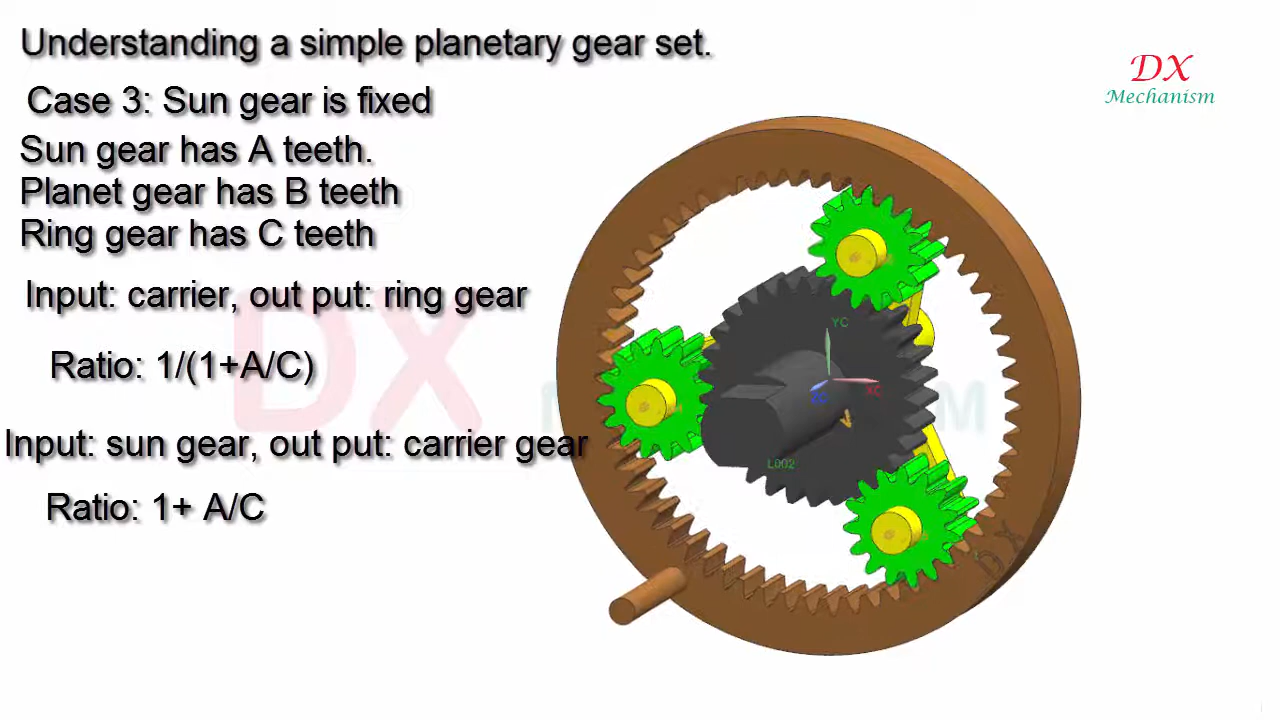 Understanding a simple planetary gear set.
DX
Mechanism
Case 3: Sun gear is fixed
Sun gear has A teeth.
Planet gear has B teeth
Ring gear has C teeth
Input: carrier, out put: ring gear
Ratio: 1/(1+A/C)
Input: sun gear, out put: carrier gear
Ratio: 1+ A/C
YC
XC
ZC
L002
DX
DX